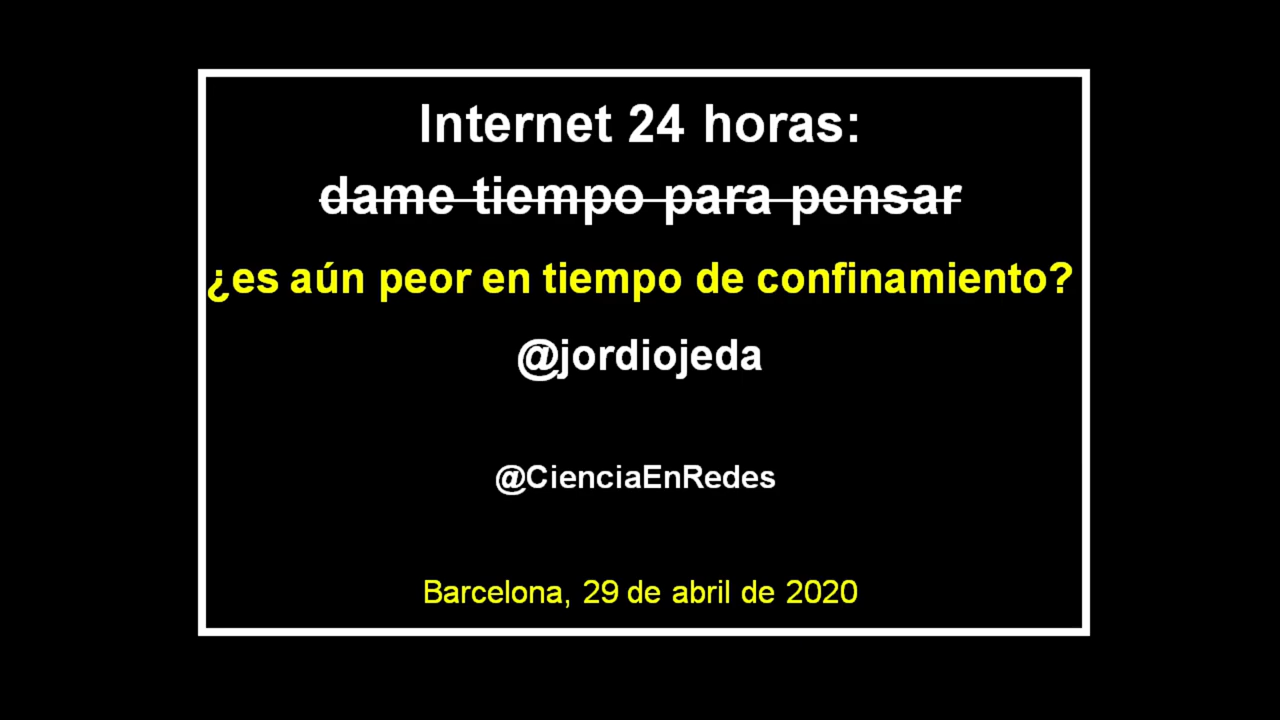 Internet 24 horas:
dame tiempo para pensar
¿es aún peor en tiempo de confinamiento?
@jordiojeda
@CienciaEnRedes
Barcelona, 29 de abril de 2020